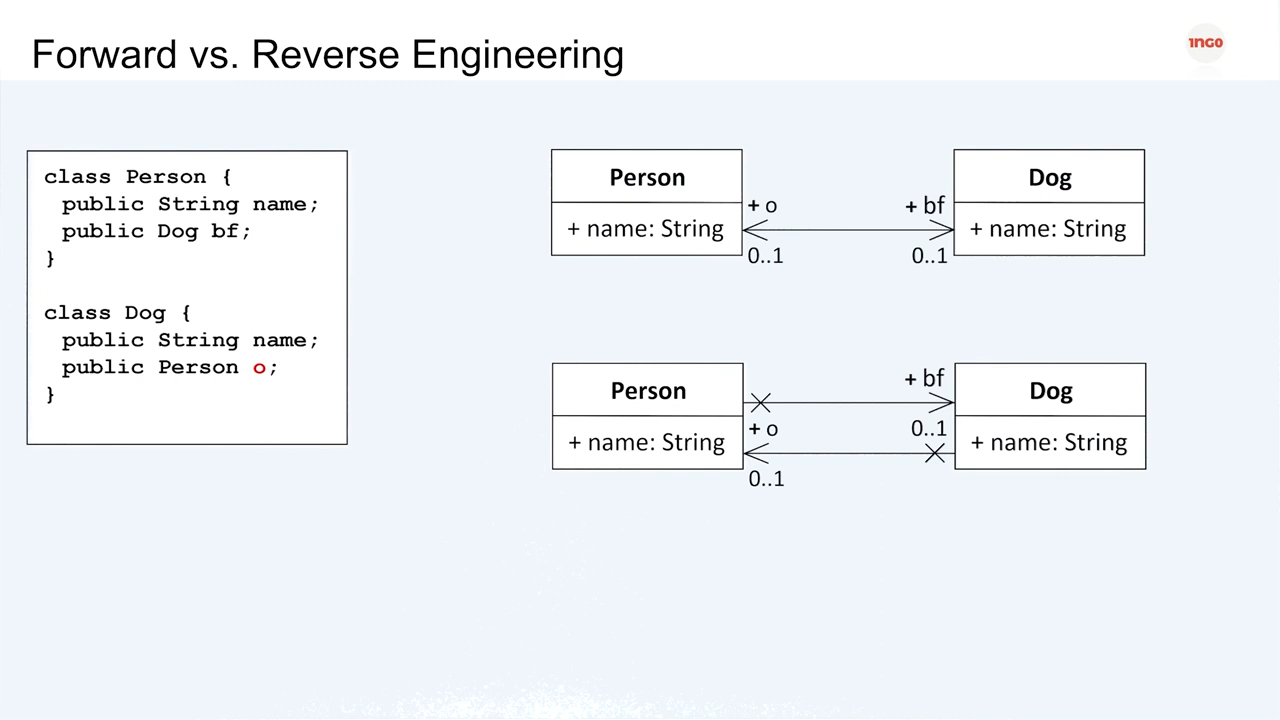 Forward vs. Reverse Engineering
1NGO
class Person {
public String name;
public Dog bf;
}
class Dog {
public String name;
public Person o;
}
Person
+ name: String
+ o
0..1
+ bf
0..1
Dog
+ name: String
Person
+ name: String
+ o
0..1
+ bf
0..1
Dog
+ name: String